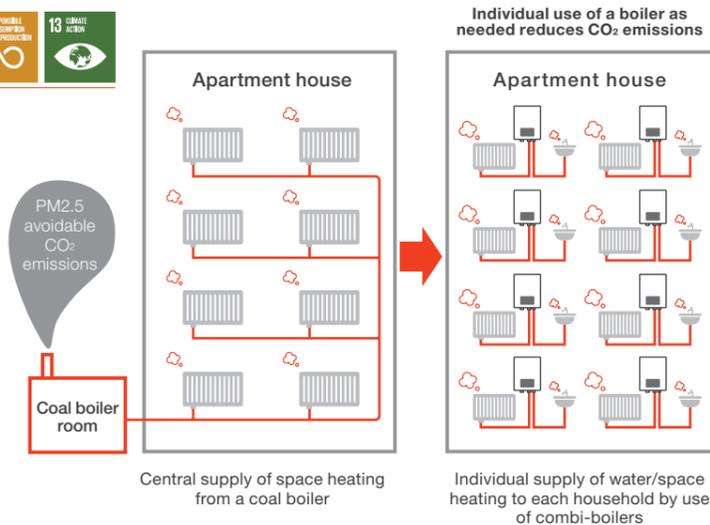 13 CLIMATE
ACTION
Individual use of a boiler as
needed reduces CO₂ emissions
Apartment house
Apartment house
PM2.5
avoidable
CO₂
emissions
Coal boiler
room
Central supply of space heating
from a coal boiler
Individual supply of water/space
heating to each household by use
of combi-boilers